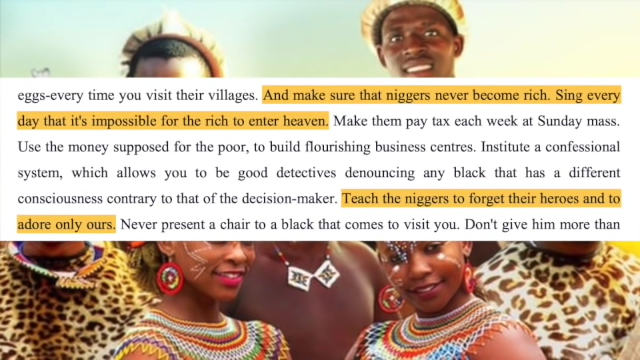 eggs-every time you visit their villages. And make sure that niggers never become rich. Sing every
day that it's impossible for the rich to enter heaven. Make them pay tax each week at Sunday mass.
Use the money supposed for the poor, to build flourishing business centres. Institute a confessional
system, which allows you to be good detectives denouncing any black that has a different
consciousness contrary to that of the decision-maker. Teach the niggers to forget their heroes and to
adore only ours. Never present a chair to a black that comes to visit you. Don't give him more than